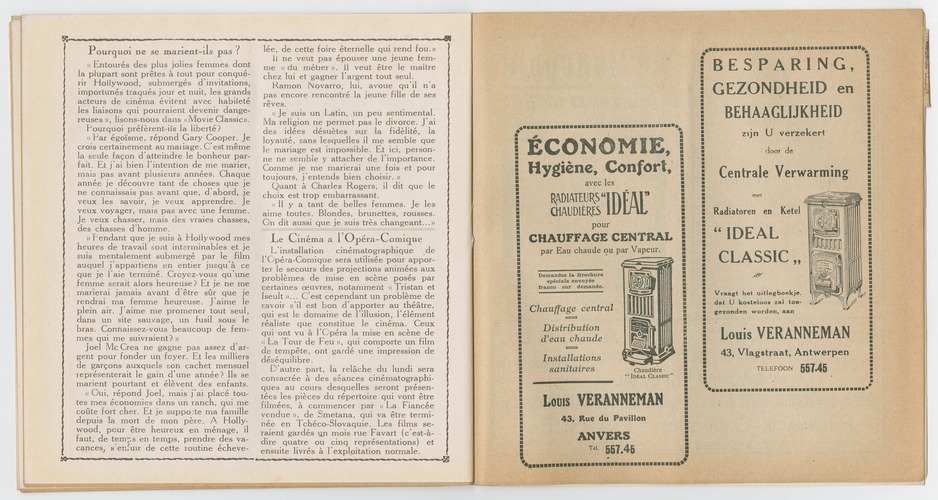 Pourquoi ne se marient-ils pas ?
« Entourés des plus jolies femmes dont
la plupart sont prêtes à tout pour conqué-
rir Hollywood, submergés d'invitations,
importunés traqués jour et nuit, les grands
acteurs de cinéma évitent avec habileté
les liaisons qui pourraient devenir dange-
reuses », lisons-nous dans «Movie Classic».
Pourquoi préfèrent-ils la liberté ?
« Par égoïsme, répond Gary Cooper. Je
crois certainement au mariage. C'est même
la seule façon d'atteindre le bonheur par-
fait. Et j'ai bien l'intention de me marier,
mais pas avant plusieurs années. Chaque
année je découvre tant de choses que je
ne connaissais pas avant que, d'abord, je
veux les savoir, je veux apprendre. Je
veux voyager, mais pas avec une femme.
Je veux chasser, mais des vraies chasses,
des chasses d'homme.
» Pendant que je suis à Hollywood mes
heures de travail sont interminables et je
suis mentalement submergé par le film
auquel j'appartiens en entier jusqu'à ce
que je l'aie terminé. Croyez-vous qu'une
femme serait alors heureuse ? Et je ne me
marierai jamais avant d'être sûr que je
rendrai ma femme heureuse. J'aime le
plein air. J'aime me promener tout seul,
dans un site sauvage, un fusil sous le
bras. Connaissez-vous beaucoup de fem-
mes qui me suivraient ? »
Joel Mc Crea ne gagne pas assez d'ar-
gent pour fonder un foyer. Et les milliers
de garçons auxquels son cachet mensuel
représenterait le gain d'une année ? Ils se
marient pourtant et élèvent des enfants.
« Oui, répond Joel, mais j'ai placé tou-
tes mes économies dans un ranch, qui me
coûte fort cher. Et je supporte ma famille
depuis la mort de mon père. A Holly-
wood, pour être heureux en ménage, il
faut, de temps en temps, prendre des va-
cances, s'enfuir de cette routine écheve-
lée, de cette foire éternelle qui rend fou.»
Il ne veut pas épouser une jeune fem-
me « du métier ». Il veut être le maître
chez lui et gagner l'argent tout seul.
Ramon Novarro, lui, avoue qu'il n'a
pas encore rencontré la jeune fille de ses
rêves.
« Je suis un Latin, un peu sentimental.
Ma religion ne permet pas le divorce. J'ai
des idées désuètes sur la fidélité, la
loyauté, sans lesquelles il me semble que
le mariage est impossible. Et ici, person-
ne ne semble y attacher de l'importance.
Comme je me marierai une fois et pour
toujours, j'entends bien choisir. »
Quant à Charles Rogers, il dit que le
choix est trop embarrassant.
« Il y a tant de belles femmes. Je les
aime toutes. Blondes, brunettes, rousses.
On dit aussi que je suis très changeant...»
Le Cinéma a l'Opéra-Comique
L'installation cinématographique de
l'Opéra-Comique sera utilisée pour appor-
ter le secours des projections animées aux
problèmes de mise en scène posés par
certaines œuvres, notamment « Tristan et
Iseult »... C'est cependant un problème de
savoir s'il est bon d'apporter au théâtre,
qui est le domaine de l'illusion, l'élément
réaliste que constitue le cinéma. Ceux
qui ont vu à l'Opéra la mise en scène de
« La Tour de Feu », qui comporte un film
de tempête, ont gardé une impression de
déséquilibre.
D'autre part, la relâche du lundi sera
consacrée à des séances cinématographi-
ques au cours desquelles seront présen-
tées les pièces du répertoire qui vont être
filmées, à commencer par « La Fiancée
vendue », de Smetana, qui va être termi-
née en Tchéco-Slovaquie. Les films se-
raient gardés un mois rue Favart (c'est-à-
dire quatre ou cinq représentations) et
ensuite livrés à l'exploitation normale.
ÉCONOMIE,
Hygiène, Confort,
avec les
RADIATEURS
CHAUDIÈRES "IDÉAL"
pour
CHAUFFAGE CENTRAL
par Eau chaude ou par Vapeur.
Demandez la Brochure
spéciale envoyée
franco sur demande.
Chauffage central
Distribution
d'eau chaude
Installations
sanitaires
Chaudière
"IDEAL CLASSIC"
Louis VERANNEMAN
43, Rue du Pavillon
ANVERS
Tél. 557.45
BESPARING,
GEZONDHEID en
BEHAAGLIJKHEID
zijn U verzekert
door de
Centrale Verwarming
met
Radiatoren en Ketel
" IDEAL
CLASSIC „
Vraagt het uitlegboekje,
dat U kosteloos zal toe-
gezonden worden, aan
Louis VERANNEMAN
43, Vlagstraat, Antwerpen
TELEFOON 557.45